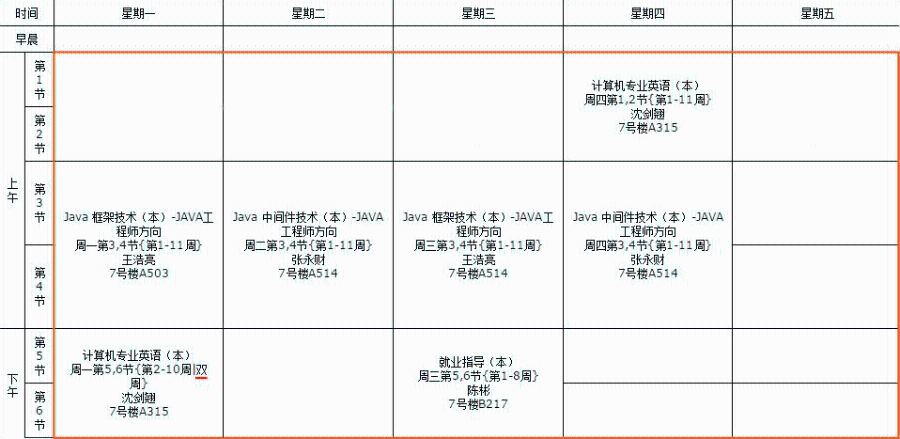 时间
星期一
星期二
星期三
星期四
星期五
早晨
上午
第1节
第2节
计算机专业英语（本）
周四第1,2节{第1-11周}
沈剑翘
7号楼A315
第3节
第4节
Java 框架技术（本）-JAVA工
程师方向
周一第3,4节{第1-11周}
王浩亮
7号楼A503
Java 中间件技术（本）-JAVA
工程师方向
周二第3,4节{第1-11周}
张永财
7号楼A514
Java 框架技术（本）-JAVA工
程师方向
周三第3,4节{第1-11周}
王浩亮
7号楼A514
Java 中间件技术（本）-JAVA
工程师方向
周四第3,4节{第1-11周}
张永财
7号楼A514
下午
第5节
第6节
计算机专业英语（本）
周一第5,6节{第2-10周|双
周}
沈剑翘
7号楼A315
就业指导（本）
周三第5,6节{第1-8周}
陈彬
7号楼B217